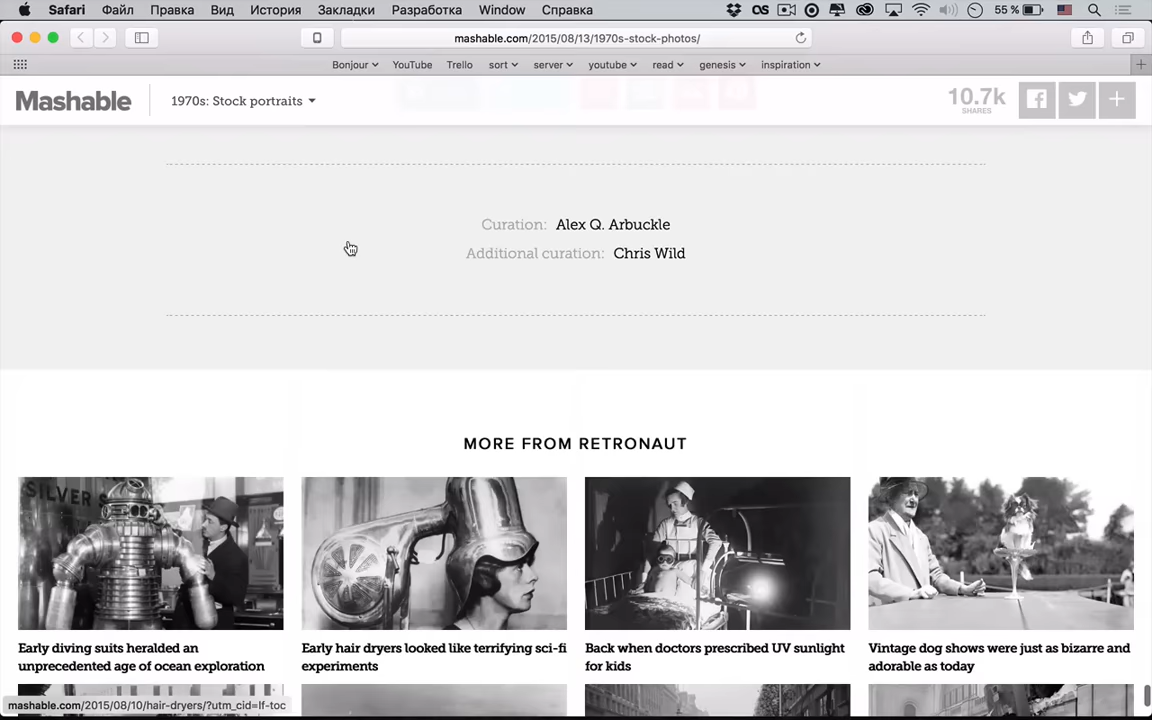 Safari Файл Правка Вид История Закладки Разработка Window Справка 55 %
mashable.com/2015/08/13/1970s-stock-photos/
Bonjour YouTube Trello sort server youtube read genesis inspiration
Mashable 1970s: Stock portraits 10.7k
SHARES
Curation: Alex Q. Arbuckle
Additional curation: Chris Wild
MORE FROM RETRONAUT
SILVER S
Early diving suits heralded an
unprecedented age of ocean exploration
Early hair dryers looked like terrifying sci-fi
experiments
Back when doctors prescribed UV sunlight
for kids
Vintage dog shows were just as bizarre and
adorable as today
mashable.com/2015/08/10/hair-dryers/?utm_cid=lf-toc